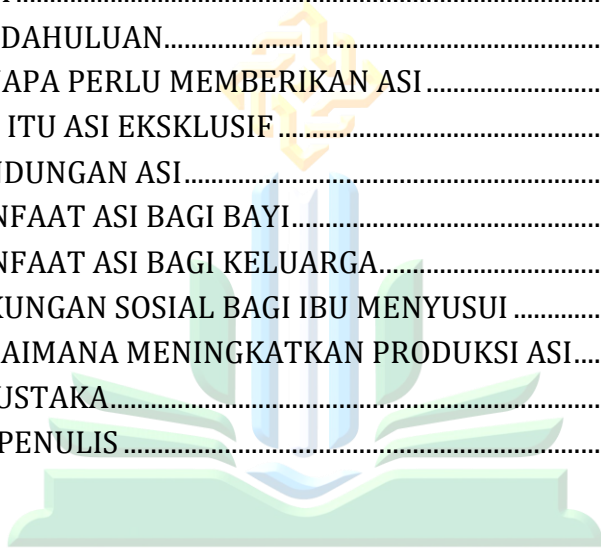 DAHULUAN
APA PERLU MEMBERIKAN ASI
ITU ASI EKSKLUSIF
DUNGAN ASI
NFAAT ASI BAGI BAYI
NFAAT ASI BAGI KELUARGA
KUNGAN SOSIAL BAGI IBU MENYUSUI
AIMANA MENINGKATKAN PRODUKSI ASI
USTAKA
PENULIS